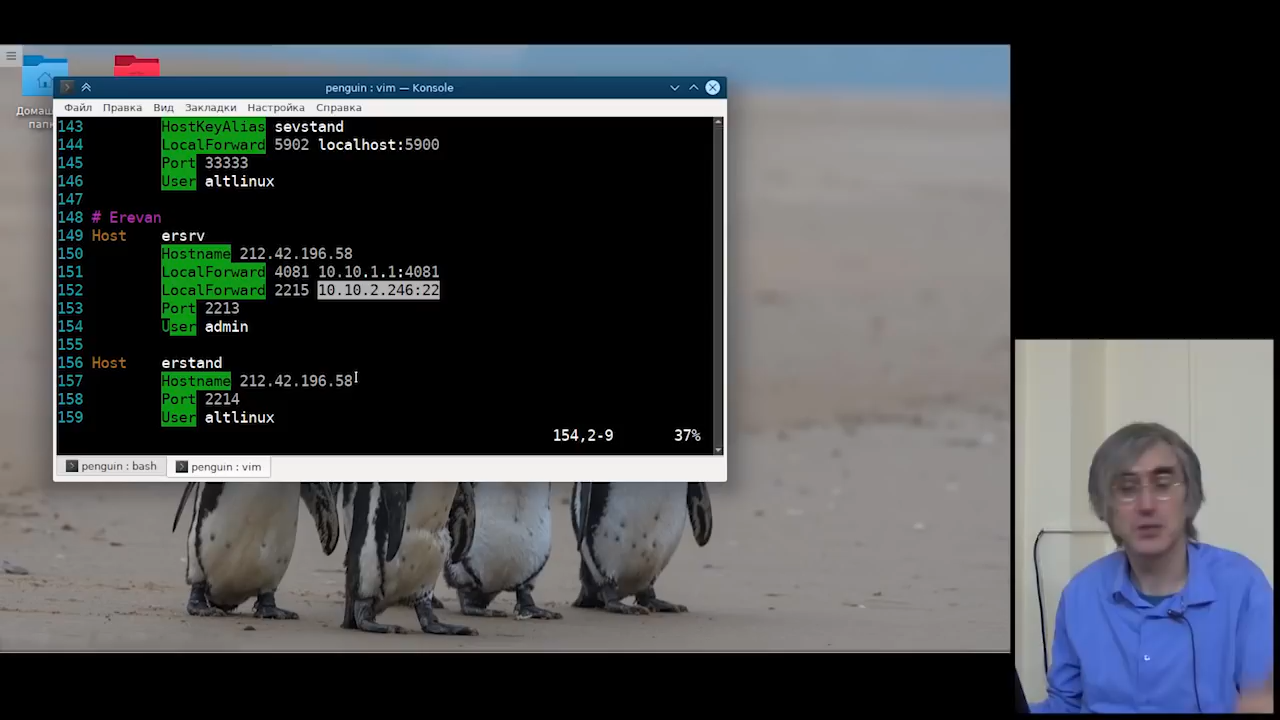 Домаш
пап
penguin : vim — Konsole
Файл Правка Вид Закладки Настройка Справка
143 HostKeyAlias sevstand
144 LocalForward 5902 localhost:5900
145 Port 33333
146 User altlinux
147
148 # Erevan
149 Host ersrv
150 Hostname 212.42.196.58
151 LocalForward 4081 10.10.1.1:4081
152 LocalForward 2215 10.10.2.246:22
153 Port 2213
154 User admin
155
156 Host erstand
157 Hostname 212.42.196.58
158 Port 2214
159 User altlinux
154,2-9 37%
penguin : bash penguin : vim